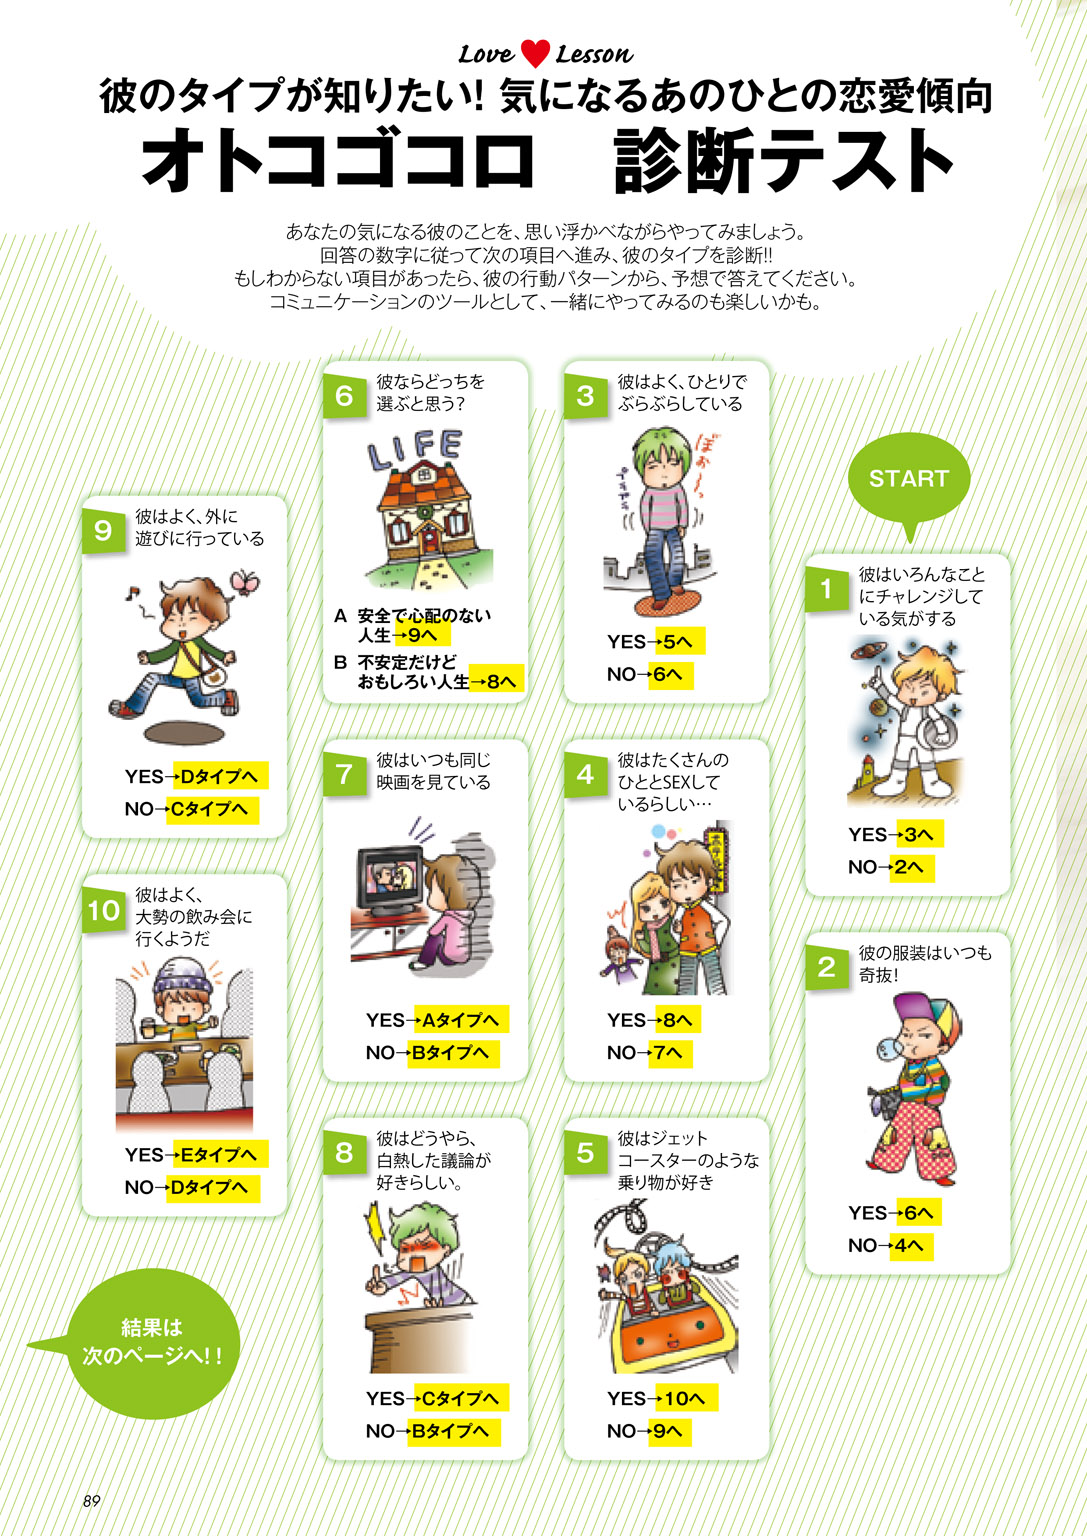 Love Lesson
彼のタイプが知りたい！気になるあのひとの恋愛傾向
オトコゴコロ　診断テスト
あなたの気になる彼のことを、思い浮かべながらやってみましょう。
回答の数字に従って次の項目へ進み、彼のタイプを診断!!
もしわからない項目があったら、彼の行動パターンから、予想で答えてください。
コミュニケーションのツールとして、一緒にやってみるのも楽しいかも。
START
1
彼はいろんなこと
にチャレンジして
いる気がする
YES→3へ
NO→2へ
2
彼の服装はいつも
奇抜！
YES→6へ
NO→4へ
3
彼はよく、ひとりで
ぶらぶらしている
ぼぉ〜っ
ブラブラ
YES→5へ
NO→6へ
4
彼はたくさんの
ひととSEXして
いるらしい…
YES→8へ
NO→7へ
5
彼はジェット
コースターのような
乗り物が好き
YES→10へ
NO→9へ
6
彼ならどっちを
選ぶと思う？
LIFE
A 安全で心配のない
人生→9へ
B 不安定だけど
おもしろい人生→8へ
7
彼はいつも同じ
映画を見ている
YES→Aタイプへ
NO→Bタイプへ
8
彼はどうやら、
白熱した議論が
好きらしい。
YES→Cタイプへ
NO→Bタイプへ
9
彼はよく、外に
遊びに行っている
YES→Dタイプへ
NO→Cタイプへ
10
彼はよく、
大勢の飲み会に
行くようだ
YES→Eタイプへ
NO→Dタイプへ
結果は
次のページへ！！
89